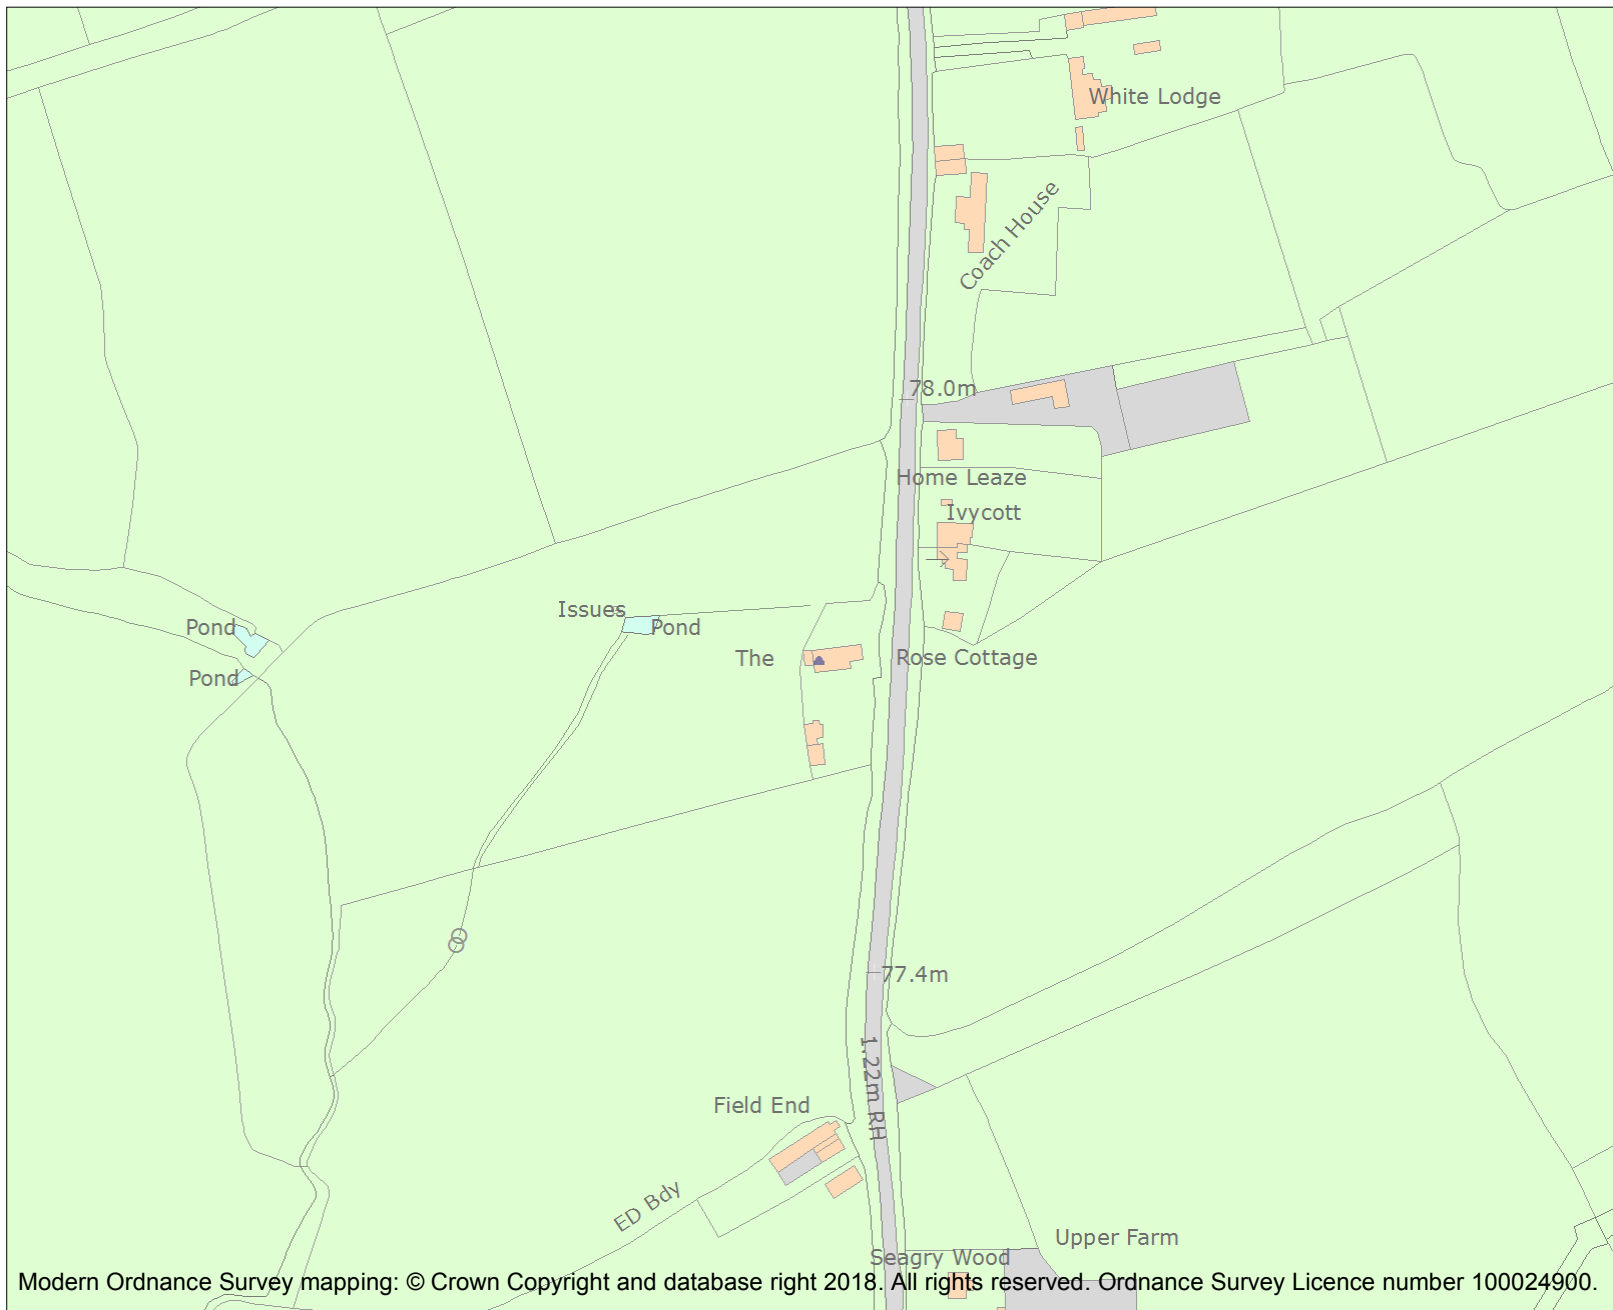 White Lodge
Coach House
78.0m
Home Leaze
Ivycott
Issues
Pond
Pond
The
Rose Cottage
Pond
77.4m
1.22m RH
Field End
ED Bdy
Upper Farm
Seagry Wood
Modern Ordnance Survey mapping: © Crown Copyright and database right 2018. All rights reserved. Ordnance Survey Licence number 100024900.